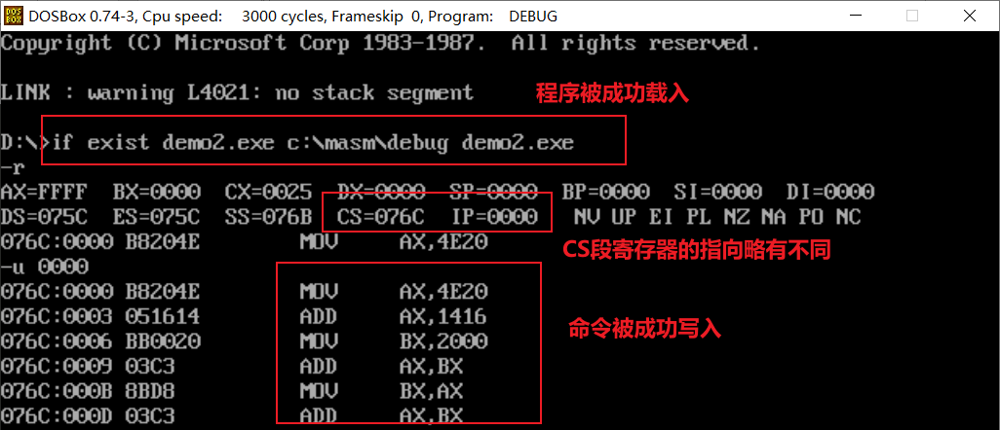 DOSBox 0.74-3, Cpu speed: 3000 cycles, Frameskip 0, Program: DEBUG
Copyright (C) Microsoft Corp 1983-1987. All rights reserved.
LINK : warning L4021: no stack segment
程序被成功载入
D:\>if exist demo2.exe c:\masm\debug demo2.exe
-r
AX=FFFF BX=0000 CX=0025 DX=0000 SP=0000 BP=0000 SI=0000 DI=0000
DS=075C ES=075C SS=076B CS=076C IP=0000 NV UP EI PL NZ NA PO NC
076C:0000 B8204E MOV AX,4E20
CS段寄存器的指向略有不同
-u 0000
076C:0000 B8204E MOV AX,4E20
076C:0003 051614 ADD AX,1416
命令被成功写入
076C:0006 BB0020 MOV BX,2000
076C:0009 03C3 ADD AX,BX
076C:000B 8BD8 MOV BX,AX
076C:000D 03C3 ADD AX,BX